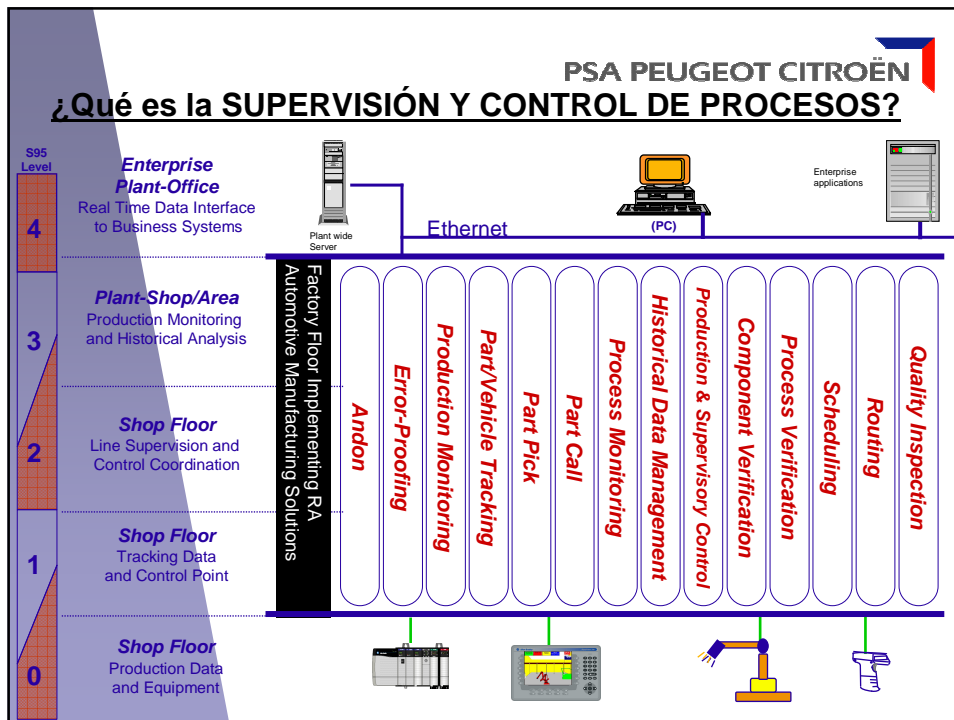 PSA PEUGEOT CITROËN
¿Qué es la SUPERVISIÓN Y CONTROL DE PROCESOS?
S95
Level
4
3
2
1
0
Enterprise
Plant-Office
Real Time Data Interface
to Business Systems
Plant-Shop/Area
Production Monitoring
and Historical Analysis
Shop Floor
Line Supervision and
Control Coordination
Shop Floor
Tracking Data
and Control Point
Shop Floor
Production Data
and Equipment
Plant wide
Server
Ethernet
(PC)
Enterprise
applications
Factory Floor Implementing RA
Automotive Manufacturing Solutions
Andon
Error-Proofing
Production Monitoring
Part/Vehicle Tracking
Part Pick
Part Call
Process Monitoring
Historical Data Management
Production & Supervisory Control
Component Verification
Process Verification
Scheduling
Routing
Quality Inspection